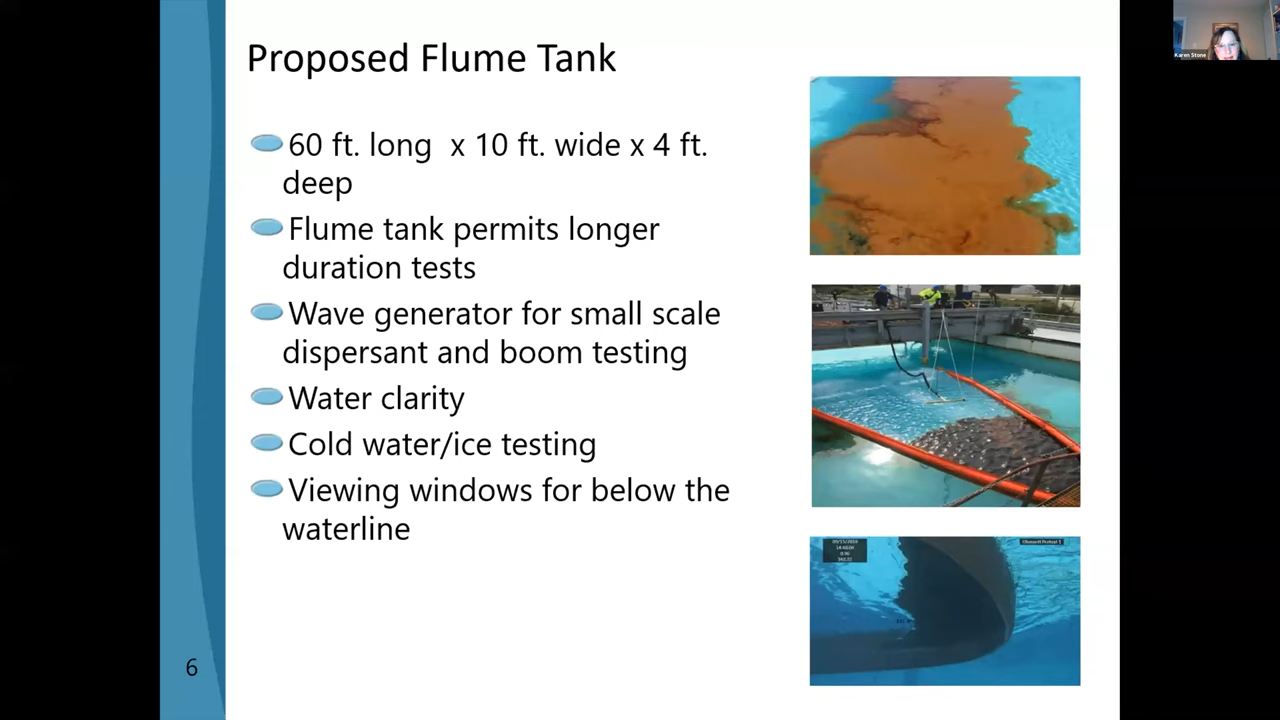 Proposed Flume Tank
60 ft. long x 10 ft. wide x 4 ft.
deep
Flume tank permits longer
duration tests
Wave generator for small scale
dispersant and boom testing
Water clarity
Cold water/ice testing
Viewing windows for below the
waterline
6
Karen Stone